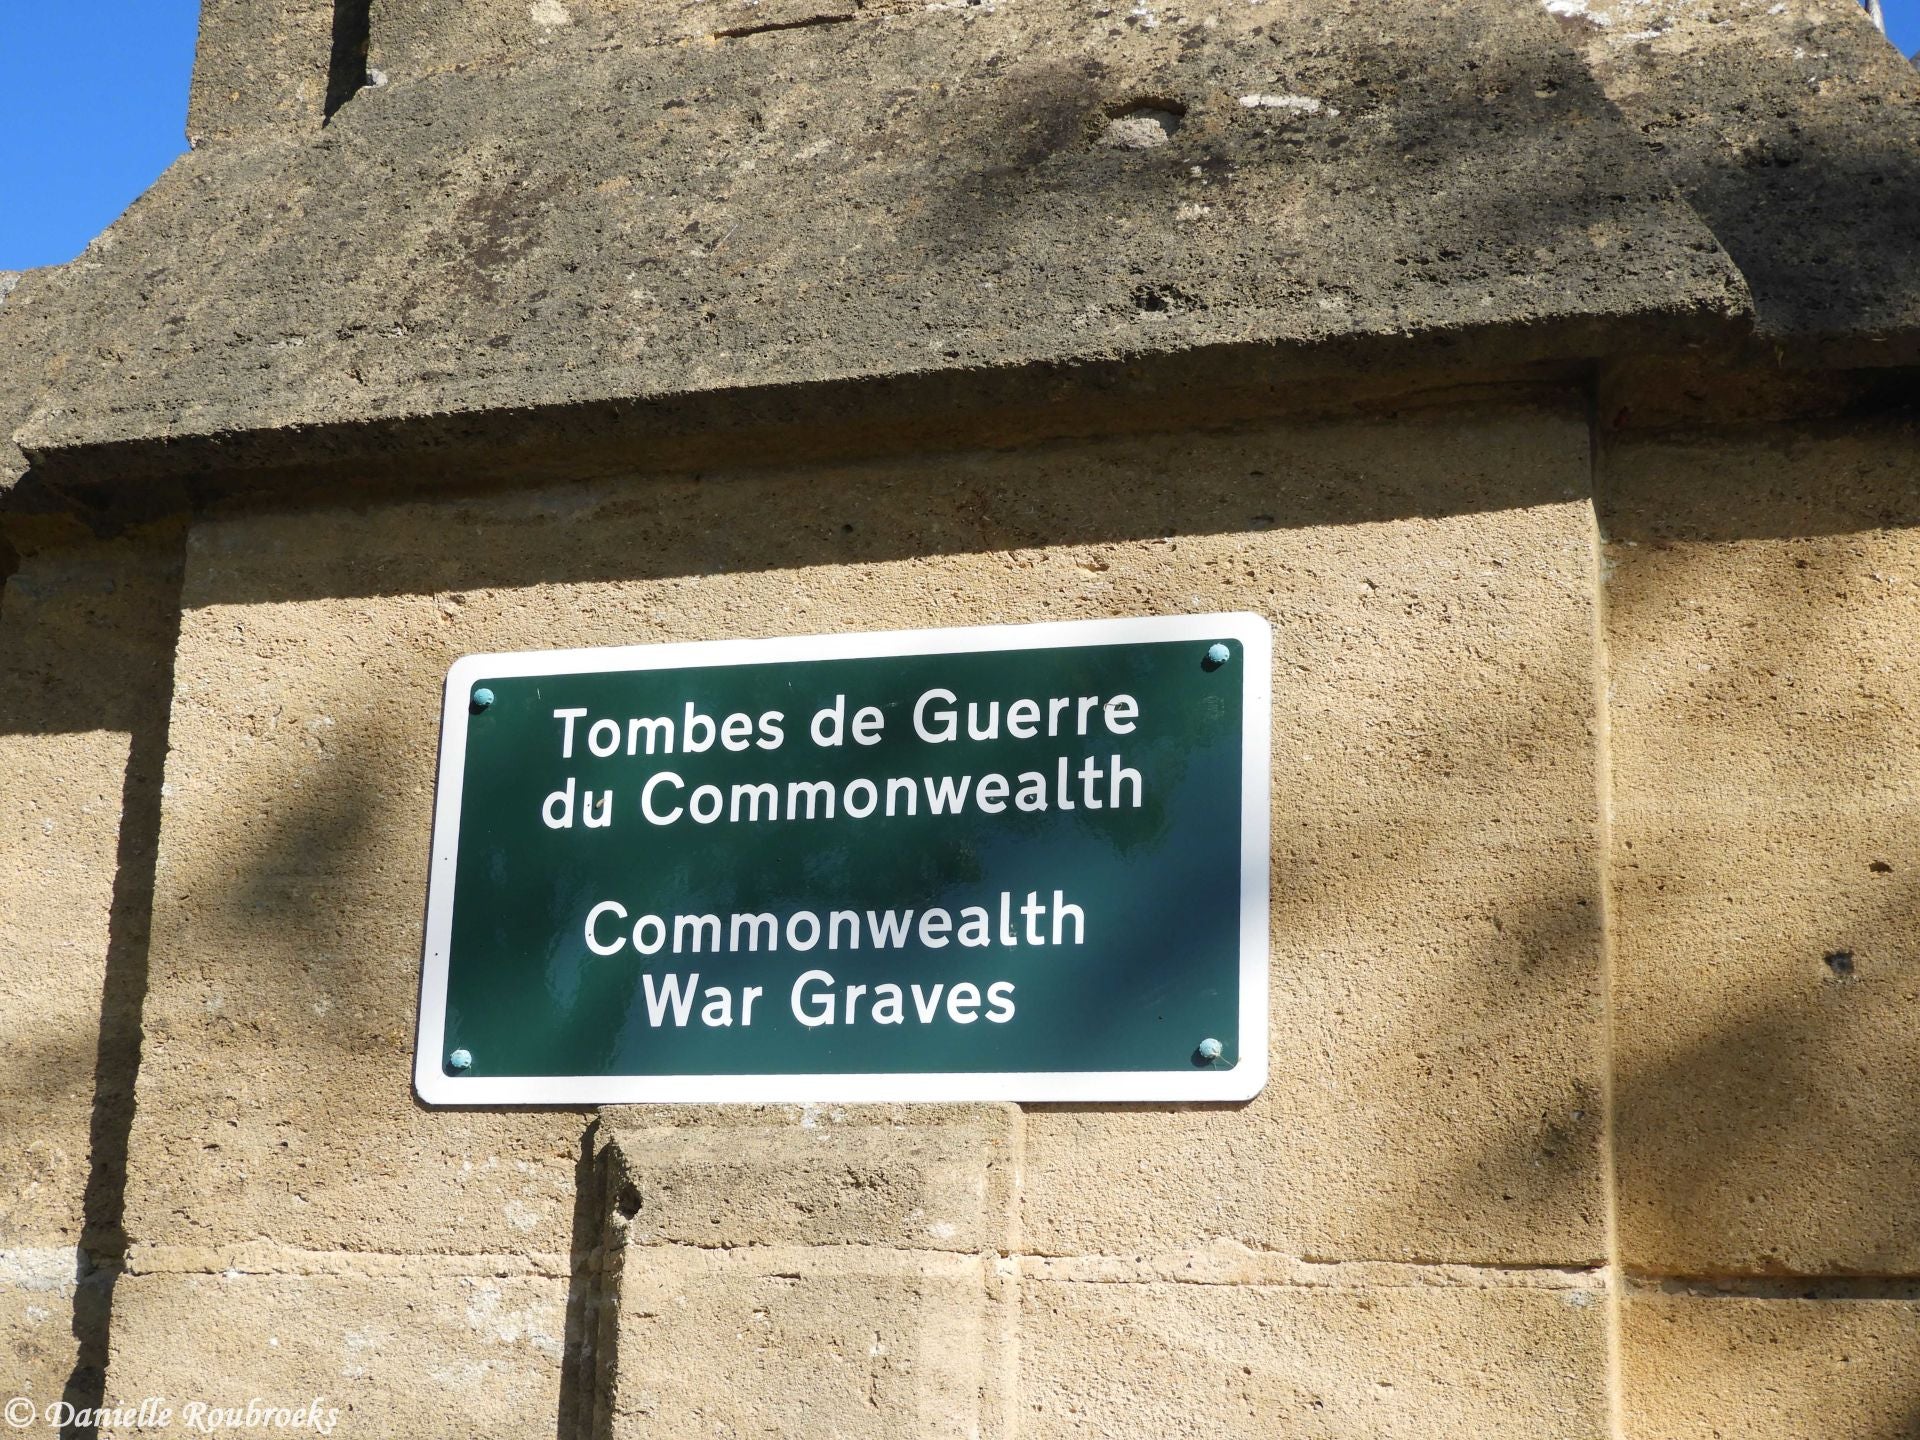 Tombes de Guerre
du Commonwealth
Commonwealth
War Graves
© Danielle Roubroeks